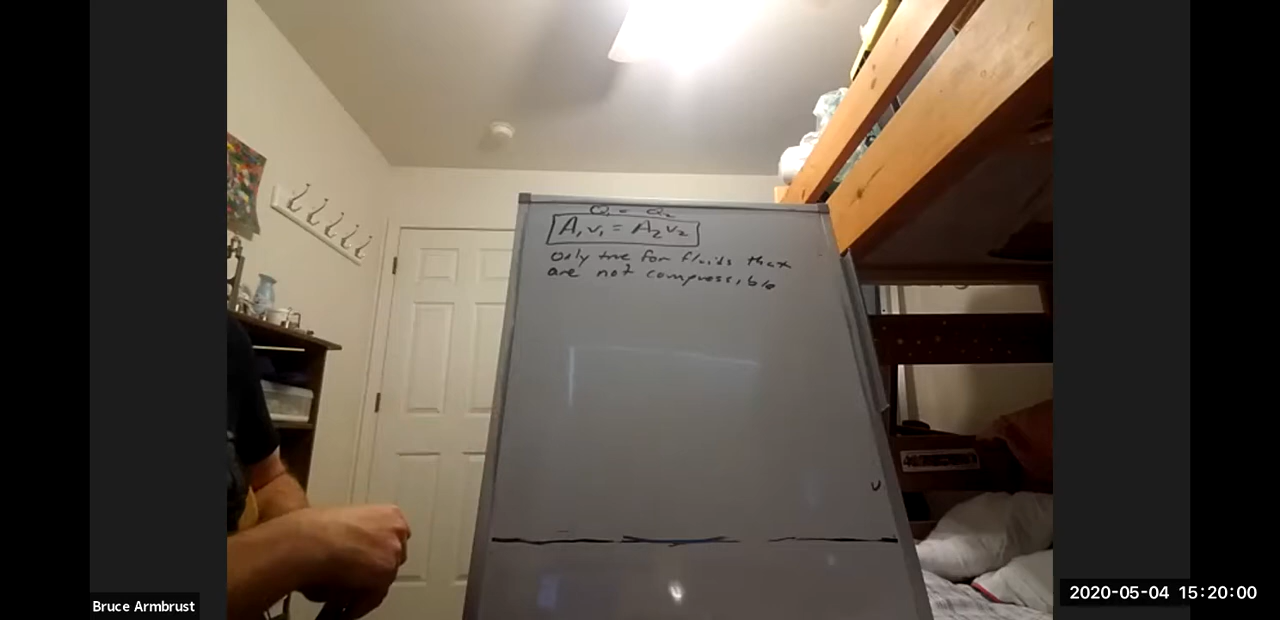 Q₁ = Q₂
A₁v₁ = A₂v₂
only true for fluids that
are not compressible
Bruce Armbrust
2020-05-04 15:20:00